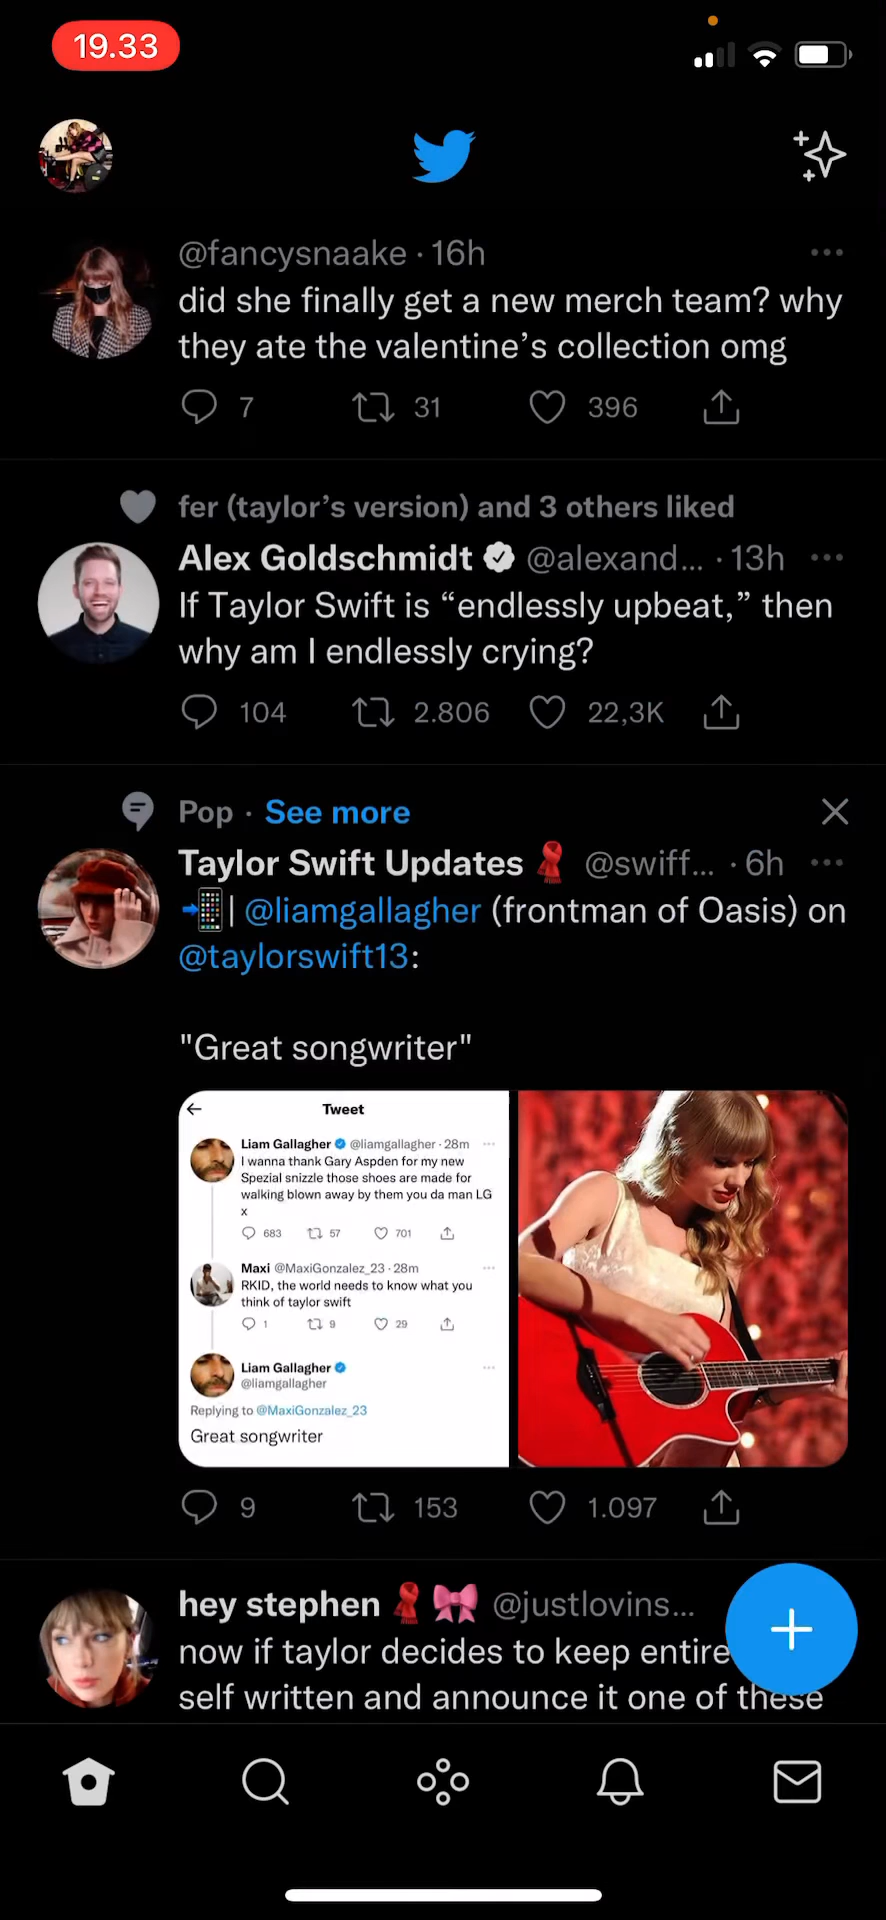 19.33
@fancysnaake · 16h
did she finally get a new merch team? why
they ate the valentine’s collection omg
7 31 396
fer (taylor’s version) and 3 others liked
Alex Goldschmidt @alexand... · 13h
If Taylor Swift is “endlessly upbeat,” then
why am I endlessly crying?
104 2.806 22,3K
Pop · See more
Taylor Swift Updates 🧣 @swiff... · 6h
📲| @liamgallagher (frontman of Oasis) on
@taylorswift13:
"Great songwriter"
Tweet
Liam Gallagher @liamgallagher · 28m
I wanna thank Gary Aspden for my new
Spezial snizzle those shoes are made for
walking blown away by them you da man LG
x
683 57 701
Maxi @MaxiGonzalez_23 · 28m
RKID, the world needs to know what you
think of taylor swift
1 9 29
Liam Gallagher
@liamgallagher
Replying to @MaxiGonzalez_23
Great songwriter
9 153 1.097
hey stephen 🧣🎀 @justlovins...
now if taylor decides to keep entire
self written and announce it one of these